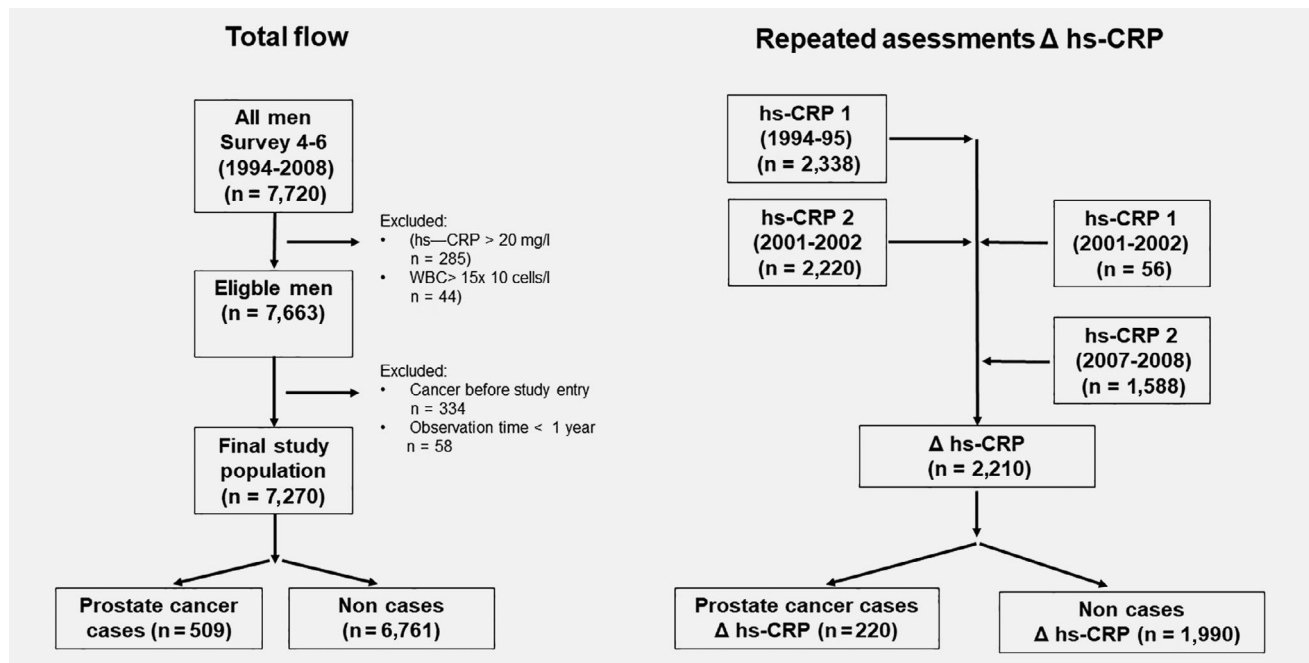 Total flow
All men
Survey 4-6
(1994-2008)
(n = 7,720)
Excluded:
• (hs—CRP > 20 mg/l
n = 285)
• WBC> 15x 10 cells/l
n = 44)
Eligble men
(n = 7,663)
Excluded:
• Cancer before study entry
n = 334
• Observation time < 1 year
n = 58
Final study
population
(n = 7,270)
Prostate cancer
cases (n = 509)
Non cases
(n = 6,761)
Repeated asessments Δ hs-CRP
hs-CRP 1
(1994-95)
(n = 2,338)
hs-CRP 2
(2001-2002
(n = 2,220)
hs-CRP 1
(2001-2002)
(n = 56)
hs-CRP 2
(2007-2008)
(n = 1,588)
Δ hs-CRP
(n = 2,210)
Prostate cancer cases
Δ hs-CRP (n = 220)
Non cases
Δ hs-CRP (n = 1,990)